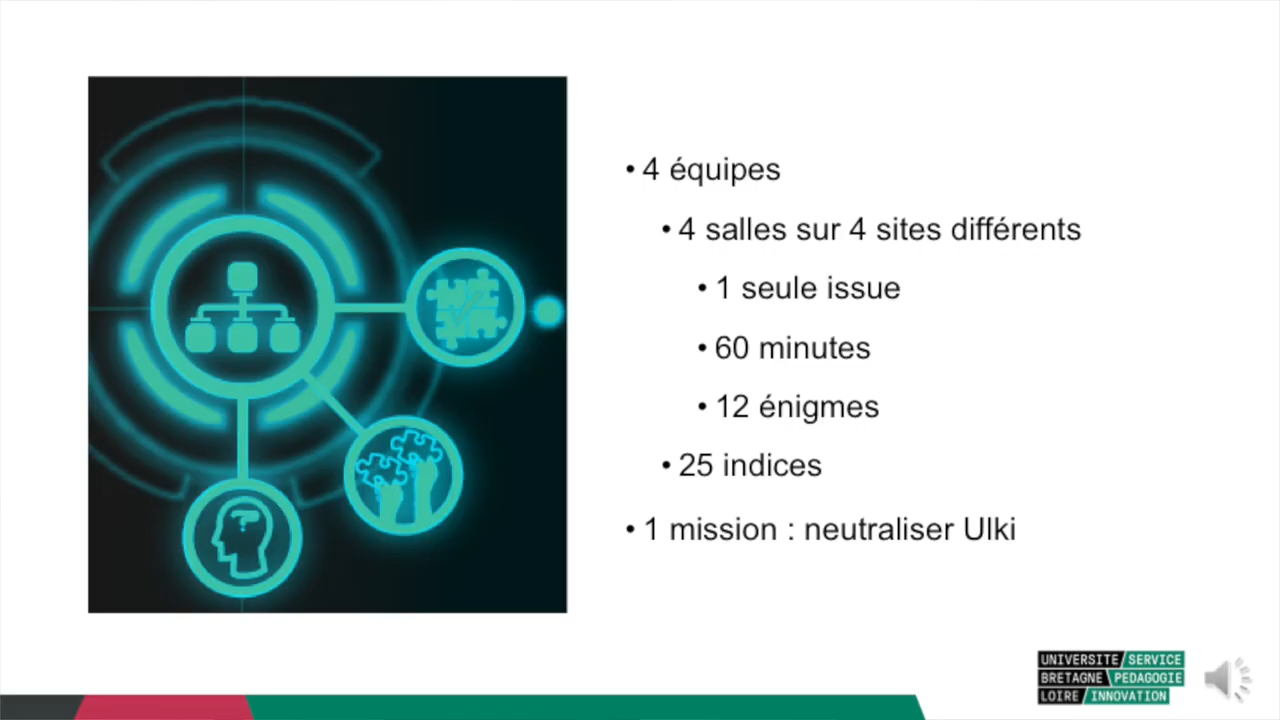 • 4 équipes
• 4 salles sur 4 sites différents
• 1 seule issue
• 60 minutes
• 12 énigmes
• 25 indices
• 1 mission : neutraliser Ulki
UNIVERSITE/SERVICE
BRETAGNE\PEDAGOGIE
LOIRE/INNOVATION